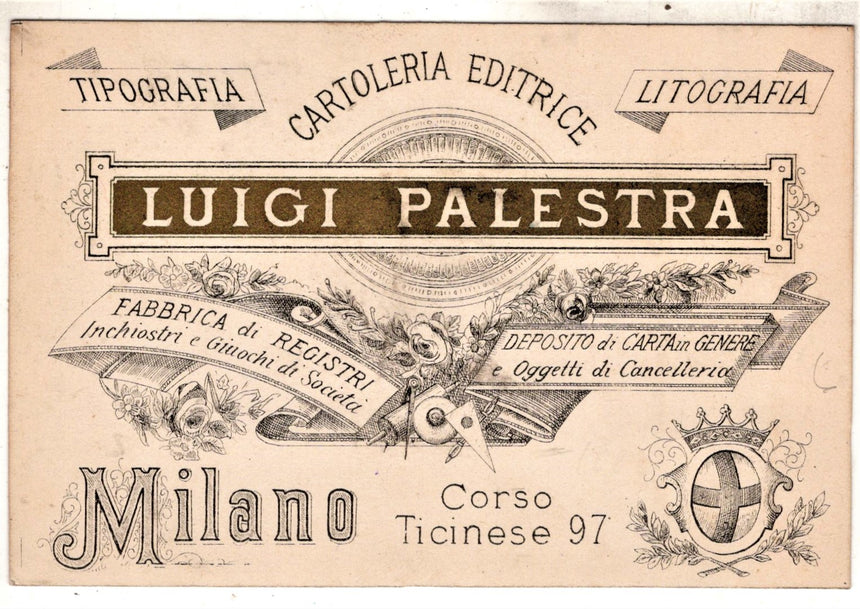 TIPOGRAFIA
CARTOLERIA EDITRICE
LITOGRAFIA
LUIGI PALESTRA
FABBRICA di REGISTRI
Inchiostri e Giuochi di Società
DEPOSITO di CARTA in GENERE
e Oggetti di Cancelleria
Milano
Corso
Ticinese 97